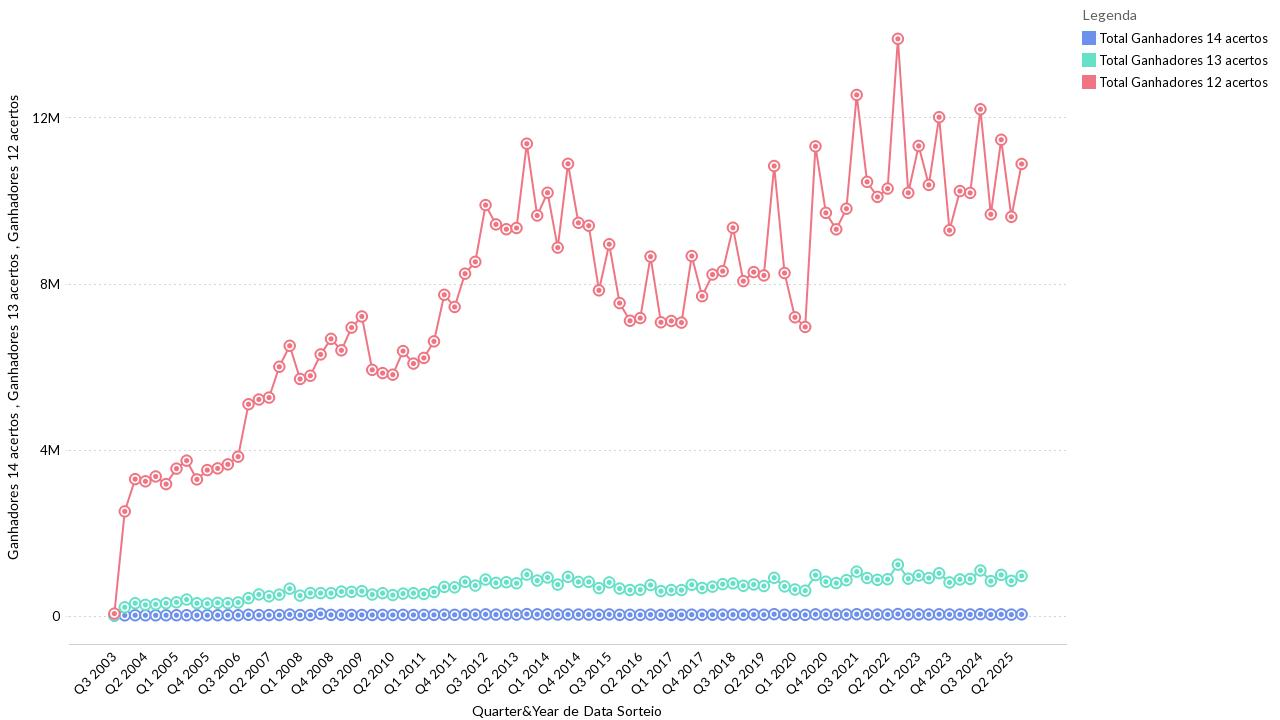 Legenda
Total Ganhadores 14 acertos
Total Ganhadores 13 acertos
Total Ganhadores 12 acertos
Ganhadores 14 acertos , Ganhadores 13 acertos , Ganhadores 12 acertos
12M
8M
4M
0
Q3 2003
Q2 2004
Q1 2005
Q4 2005
Q3 2006
Q2 2007
Q1 2008
Q4 2008
Q3 2009
Q2 2010
Q1 2011
Q4 2011
Q3 2012
Q2 2013
Q1 2014
Q4 2014
Q3 2015
Q2 2016
Q1 2017
Q4 2017
Q3 2018
Q2 2019
Q1 2020
Q4 2020
Q3 2021
Q2 2022
Q1 2023
Q4 2023
Q3 2024
Q2 2025
Quarter&Year de Data Sorteio